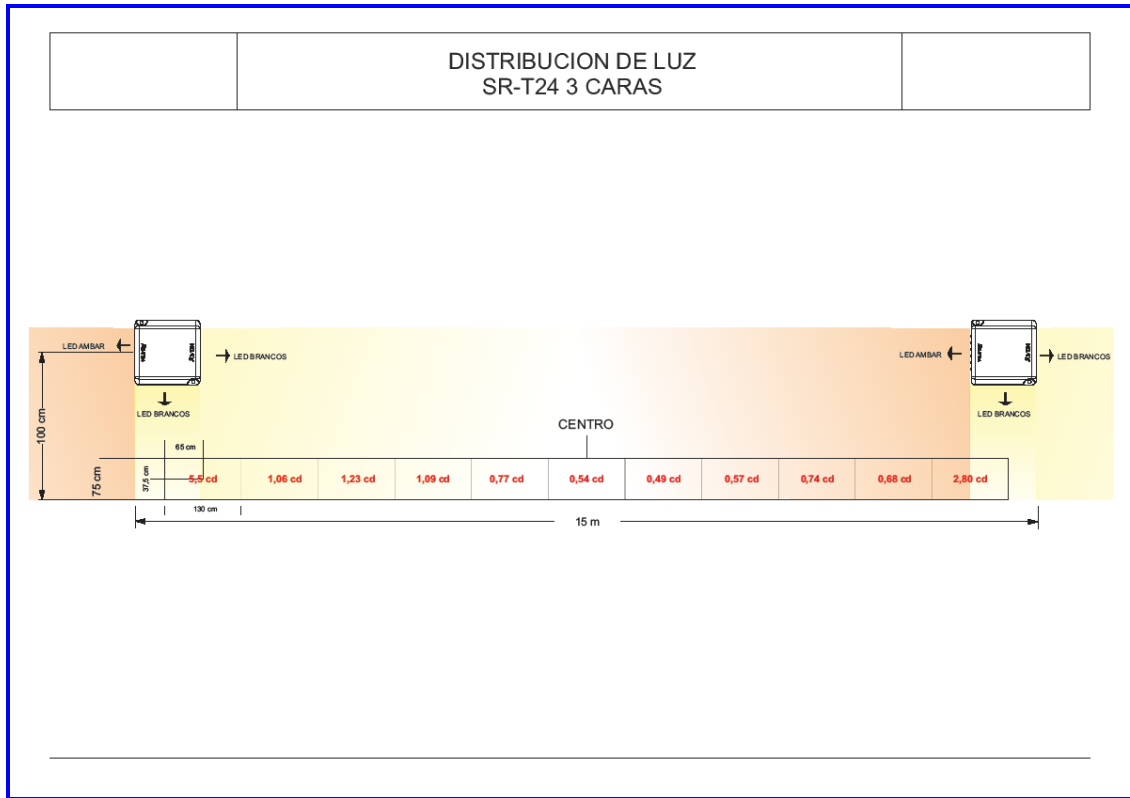 DISTRIBUCION DE LUZ
SR-T24 3 CARAS
LED AMBAR
LED BRANCOS
LED BRANCOS
LED AMBAR
LED BRANCOS
LED BRANCOS
100 cm
CENTRO
65 cm
75 cm
37,5 cm
5,5 cd
1,06 cd
1,23 cd
1,09 cd
0,77 cd
0,54 cd
0,49 cd
0,57 cd
0,74 cd
0,68 cd
2,80 cd
130 cm
15 m